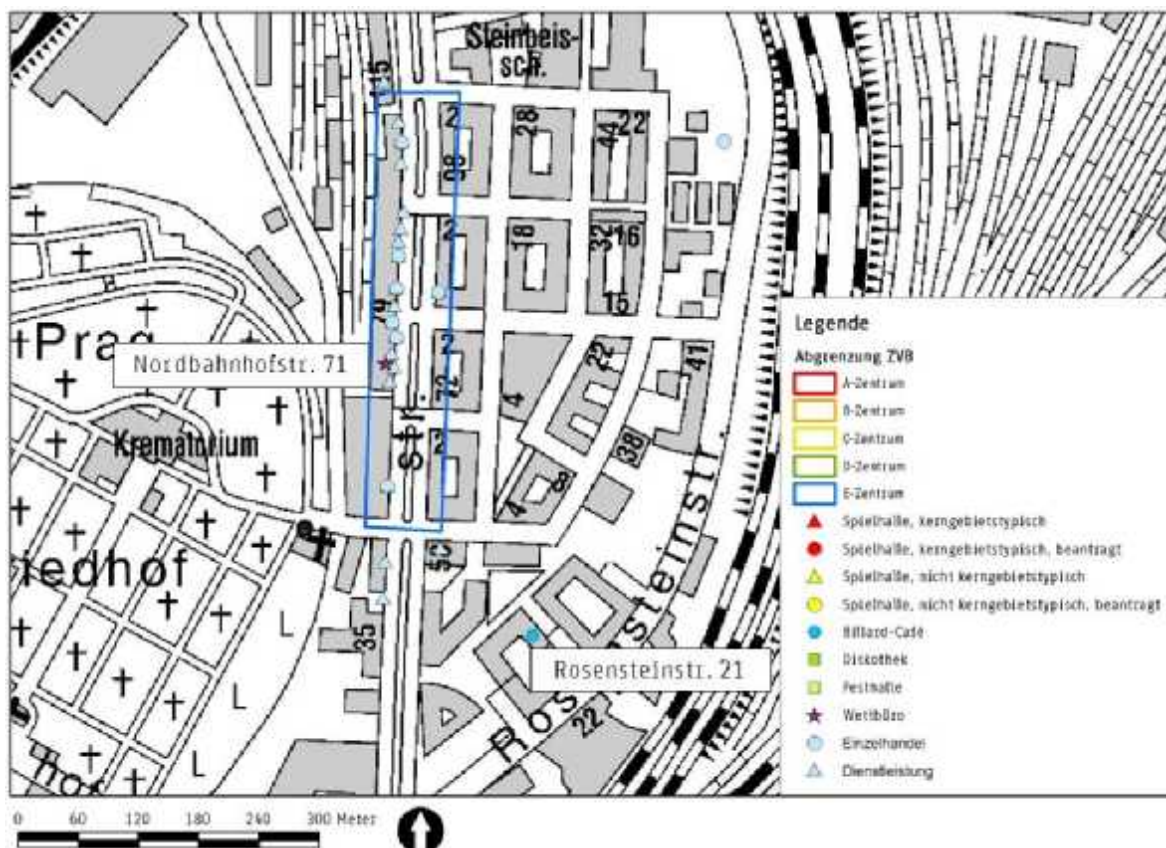 Steinbeis-
sch.
15
2
28
44
22
98
2
18
32
16
15
79
Prag
Nordbahnhofstr. 71
2
72
22
41
4
Str.
Krematorium
2
38
8
4
iedhof
53
35
L
L
L
Rosensteinstr. 21
Rosensteinstr.
22
hof
Legende
Abgrenzung ZVB
A-Zentrum
B-Zentrum
C-Zentrum
D-Zentrum
E-Zentrum
Spielhalle, kerngebietstypisch
Spielhalle, kerngebietstypisch, beantragt
Spielhalle, nicht kerngebietstypisch
Spielhalle, nicht kerngebietstypisch, beantragt
Billard-Café
Diskothek
Festhalle
Wettbüro
Einzelhandel
Dienstleistung
0 60 120 180 240 300 Meter